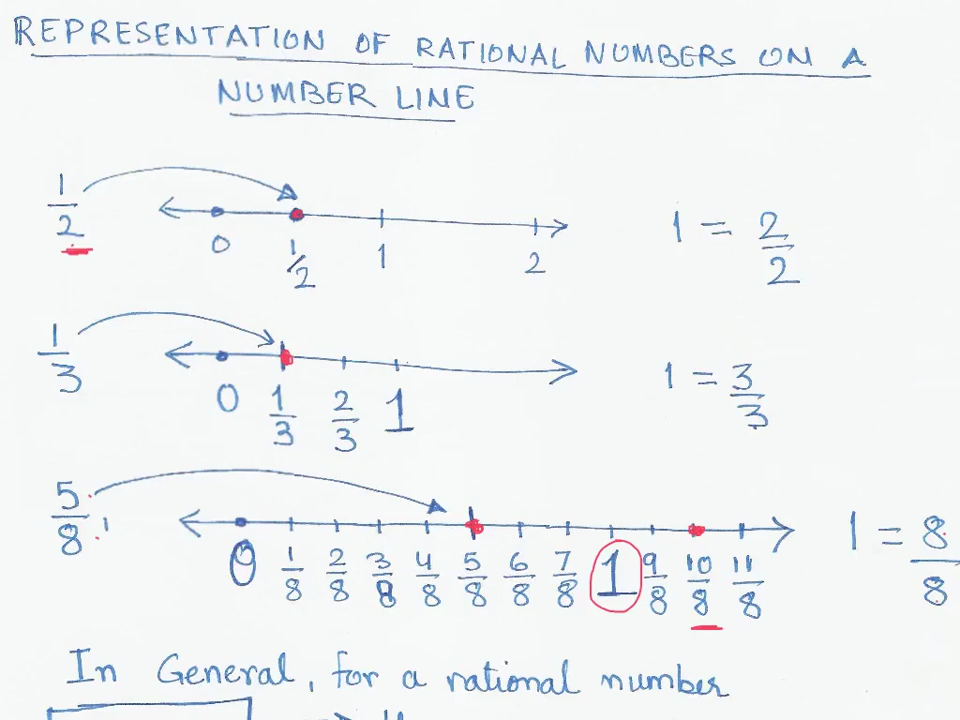 REPRESENTATION OF RATIONAL NUMBERS ON A
NUMBER LINE
1/2
0 1/2 1 2
1 = 2/2
1/3
0 1/3 2/3 1
1 = 3/3
5/8
0 1/8 2/8 3/8 4/8 5/8 6/8 7/8 1 9/8 10/8 11/8
1 = 8/8
In General, for a rational number